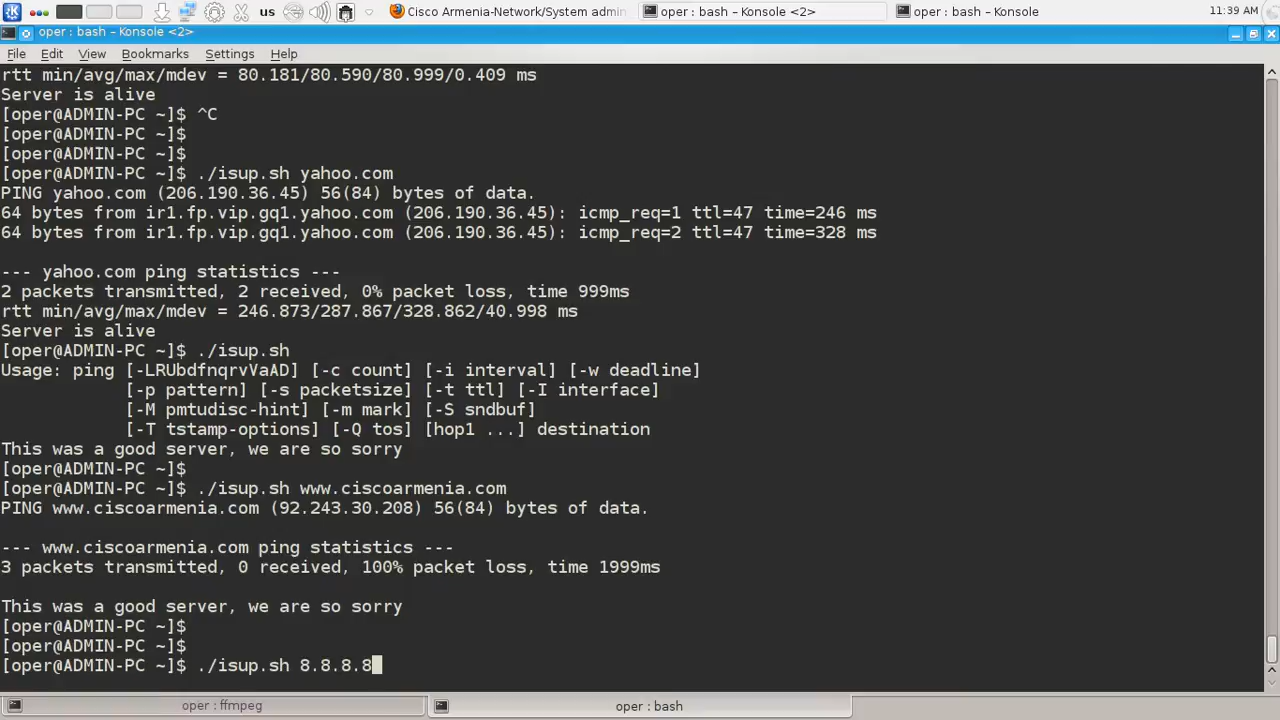 us
Cisco Armenia-Network/System admin
oper : bash – Konsole <2>
oper : bash – Konsole
11:39 AM
oper : bash – Konsole <2>
File Edit View Bookmarks Settings Help
rtt min/avg/max/mdev = 80.181/80.590/80.999/0.409 ms
Server is alive
[oper@ADMIN-PC ~]$ ^C
[oper@ADMIN-PC ~]$
[oper@ADMIN-PC ~]$
[oper@ADMIN-PC ~]$ ./isup.sh yahoo.com
PING yahoo.com (206.190.36.45) 56(84) bytes of data.
64 bytes from ir1.fp.vip.gq1.yahoo.com (206.190.36.45): icmp_req=1 ttl=47 time=246 ms
64 bytes from ir1.fp.vip.gq1.yahoo.com (206.190.36.45): icmp_req=2 ttl=47 time=328 ms
--- yahoo.com ping statistics ---
2 packets transmitted, 2 received, 0% packet loss, time 999ms
rtt min/avg/max/mdev = 246.873/287.867/328.862/40.998 ms
Server is alive
[oper@ADMIN-PC ~]$ ./isup.sh
Usage: ping [-LRUbdfnqrvVaAD] [-c count] [-i interval] [-w deadline]
[-p pattern] [-s packetsize] [-t ttl] [-I interface]
[-M pmtudisc-hint] [-m mark] [-S sndbuf]
[-T tstamp-options] [-Q tos] [hop1 ...] destination
This was a good server, we are so sorry
[oper@ADMIN-PC ~]$
[oper@ADMIN-PC ~]$ ./isup.sh www.ciscoarmenia.com
PING www.ciscoarmenia.com (92.243.30.208) 56(84) bytes of data.
--- www.ciscoarmenia.com ping statistics ---
3 packets transmitted, 0 received, 100% packet loss, time 1999ms
This was a good server, we are so sorry
[oper@ADMIN-PC ~]$
[oper@ADMIN-PC ~]$
[oper@ADMIN-PC ~]$ ./isup.sh 8.8.8.8
oper : ffmpeg
oper : bash